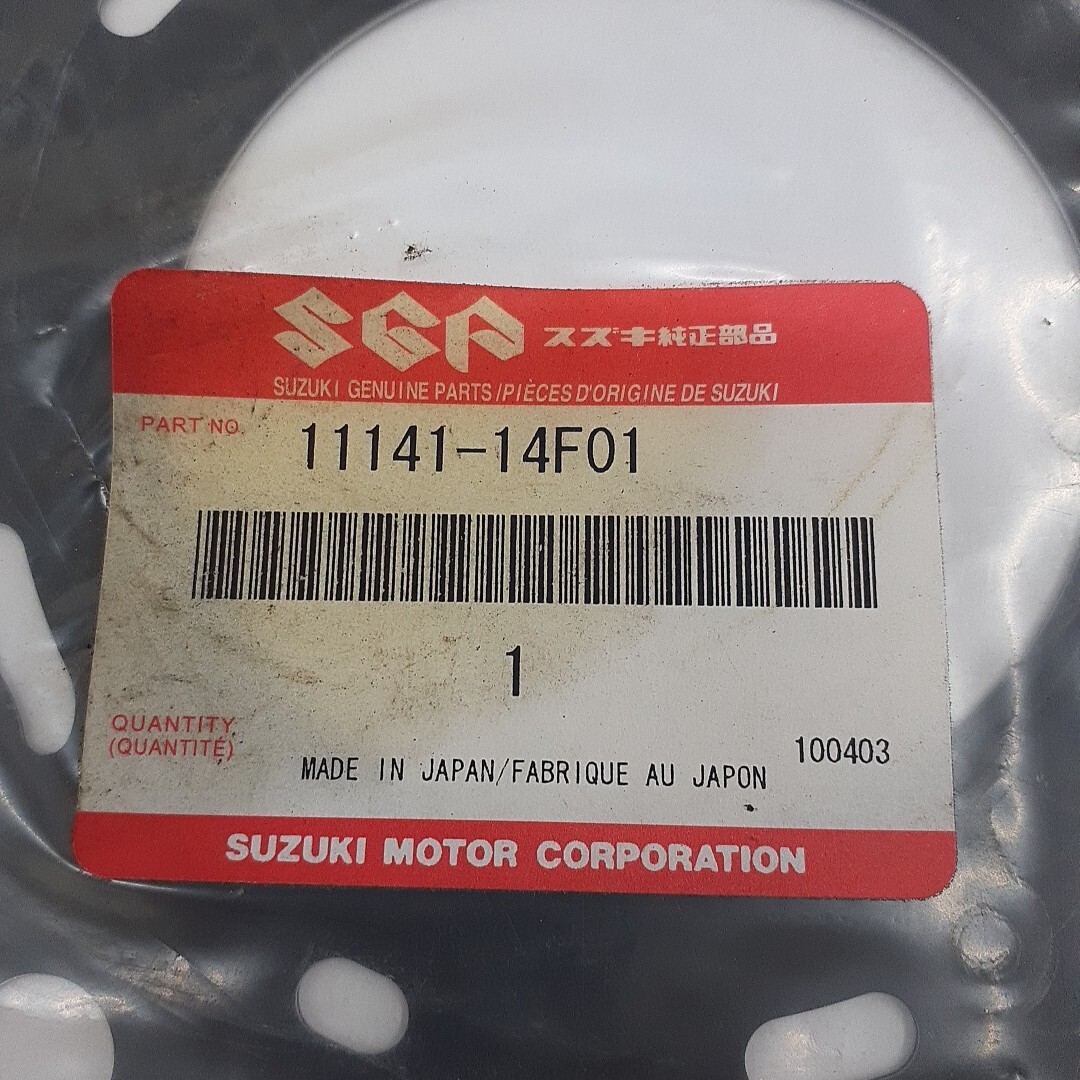 SGP スズキ純正部品
SUZUKI GENUINE PARTS/PIÈCES D'ORIGINE DE SUZUKI
PART NO. 11141-14F01
1
QUANTITY
(QUANTITÉ)
100403
MADE IN JAPAN/FABRIQUE AU JAPON
SUZUKI MOTOR CORPORATION